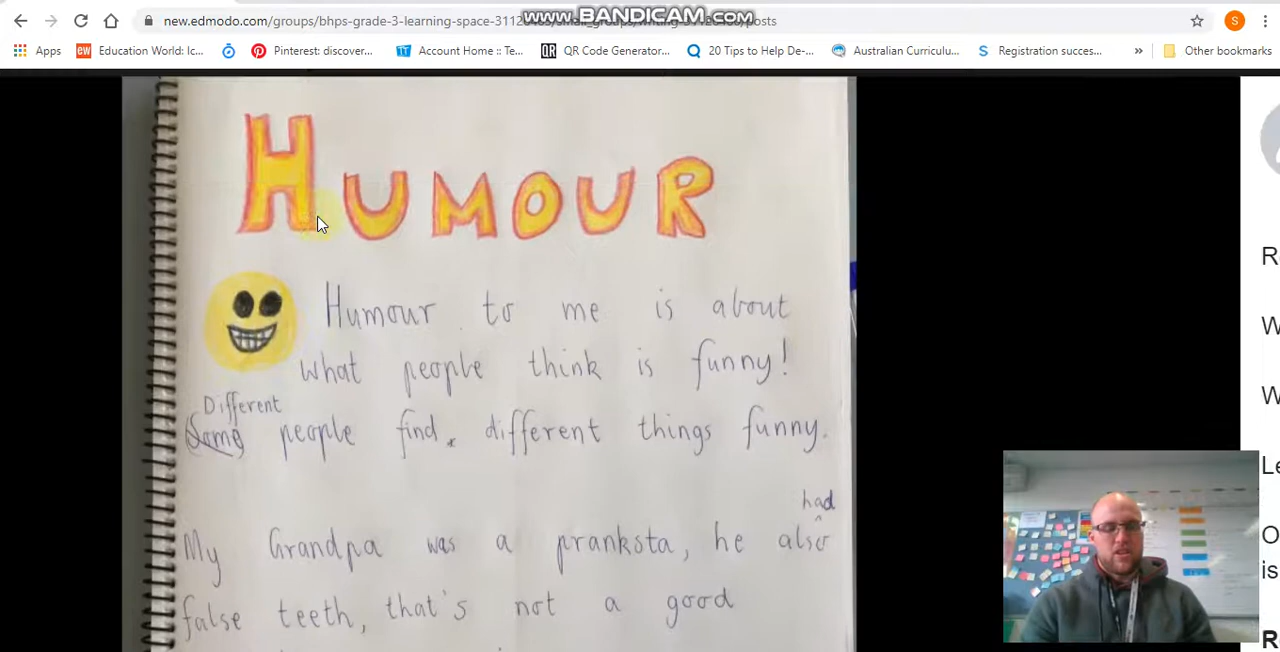 www.BANDICAM.com
new.edmodo.com/groups/bhps-grade-3-learning-space-
posts
S
Apps
Education World: Ic...
Pinterest: discover...
Account Home :: Te...
QR Code Generator...
20 Tips to Help De-...
Australian Curriculu...
Registration succes...
»
Other bookmarks
HUMOUR
Humour to me is about
what people think is funny!
Different
Some people find different things funny.
had
My Grandpa was a pranksta, he also
false teeth, that's not a good